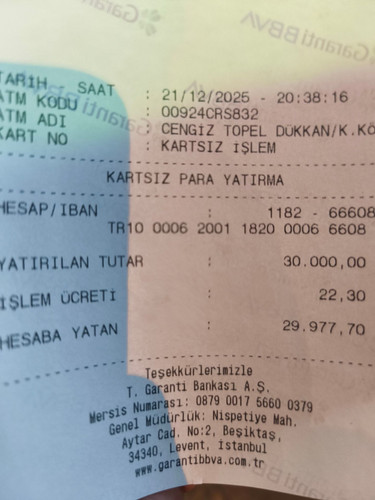 Garanti BBVA
TARİH SAAT : 21/12/2025 - 20:38:16
ATM KODU : 00924CRS832
ATM ADI : CENGİZ TOPEL DÜKKAN/K.KÖ
KART NO : KARTSIZ İŞLEM
KARTSIZ PARA YATIRMA
HESAP/IBAN : 1182 - 66608
TR10 0006 2001 1820 0006 6608
YATIRILAN TUTAR : 30.000,00
İŞLEM ÜCRETİ : 22,30
HESABA YATAN : 29.977,70
Teşekkürlerimizle
T. Garanti Bankası A.Ş.
Mersis Numarası: 0879 0017 5660 0379
Genel Müdürlük: Nispetiye Mah.
Aytar Cad. No:2, Beşiktaş,
34340, Levent, İstanbul
www.garantibbva.com.tr